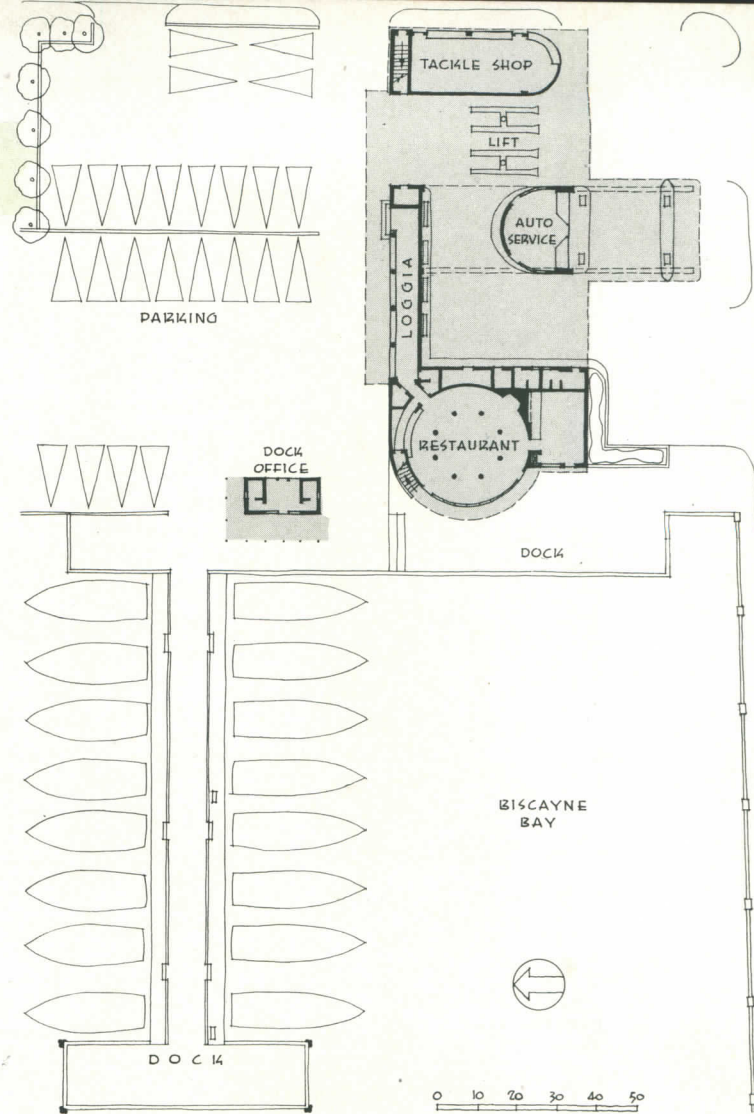 TACKLE SHOP
LIFT
AUTO
SERVICE
LOGGIA
PARKING
RESTAURANT
DOCK
OFFICE
DOCK
BISCAYNE
BAY
DOCK
0 10 20 30 40 50